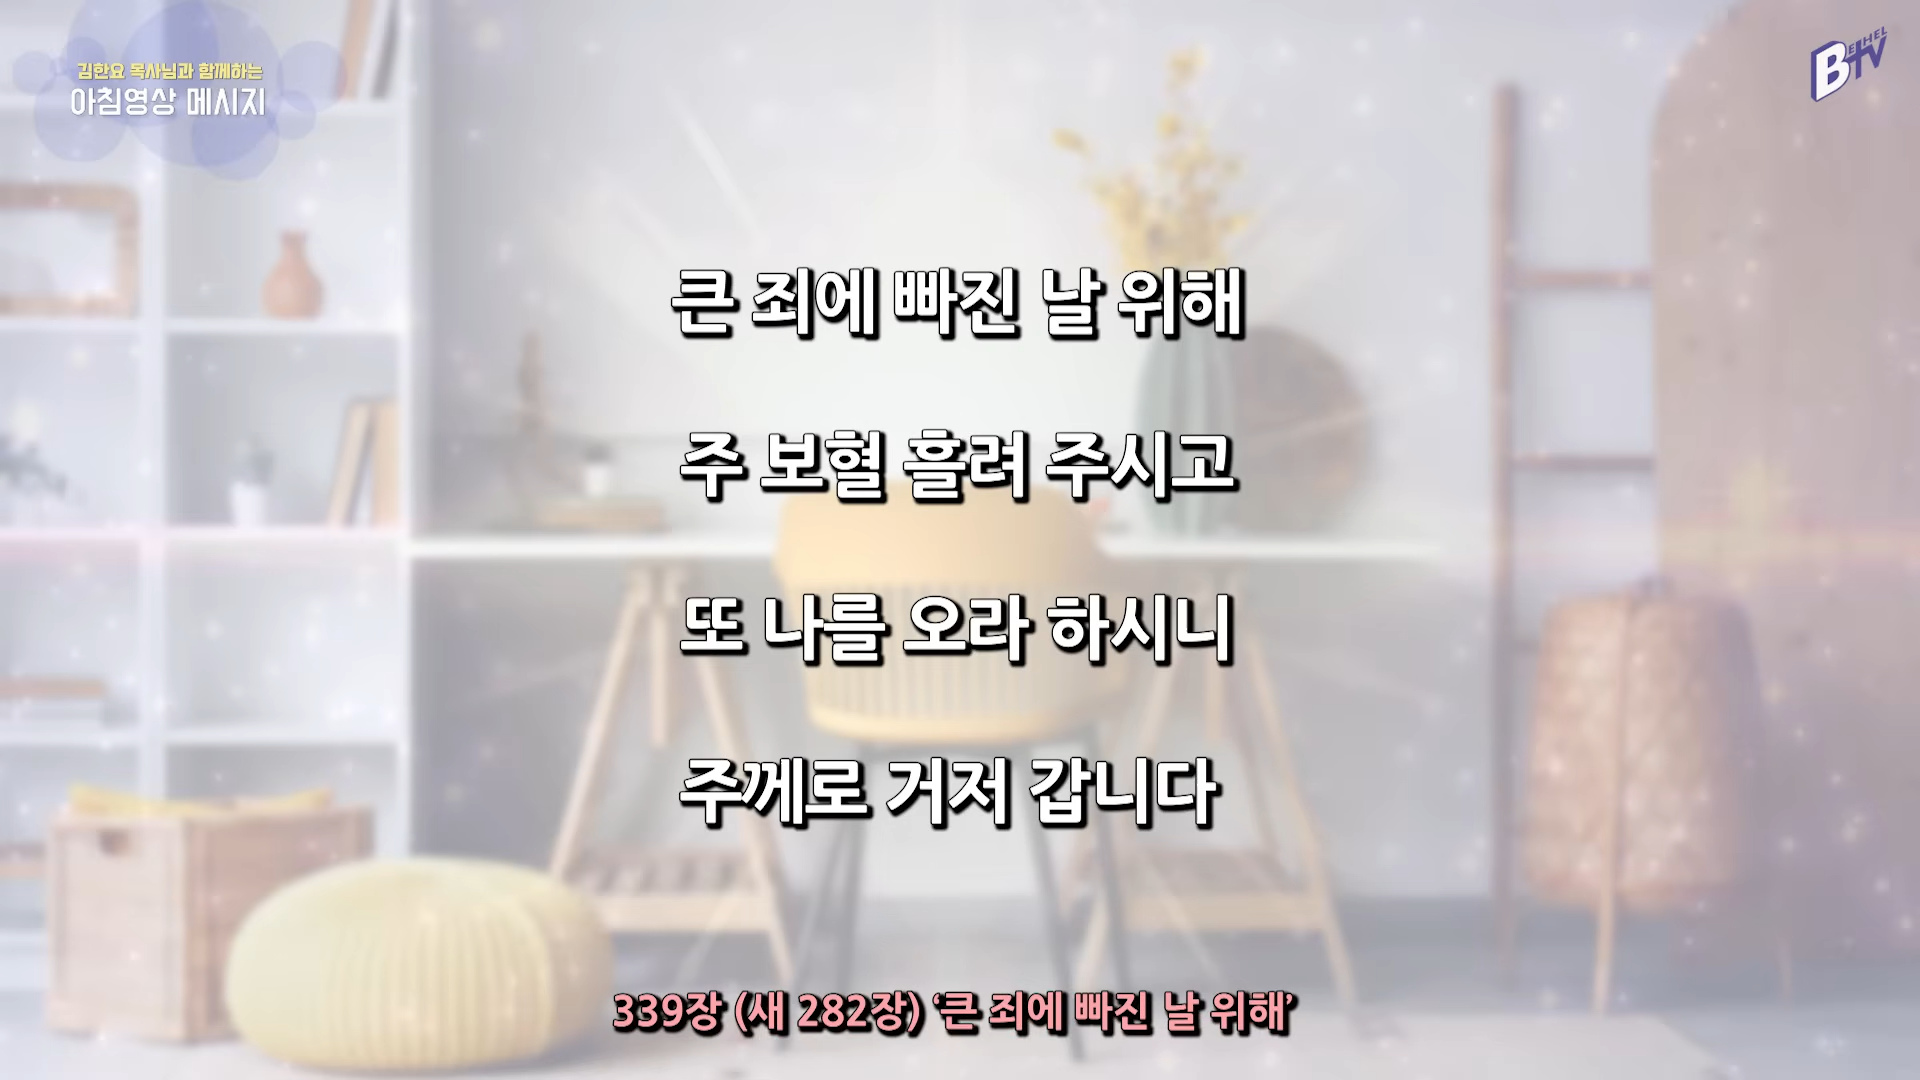 김한요 목사님과 함께하는
아침영상 메시지
BETHEL TV
큰 죄에 빠진 날 위해
주 보혈 흘려 주시고
또 나를 오라 하시니
주께로 거저 갑니다
339장 (새 282장) ‘큰 죄에 빠진 날 위해’